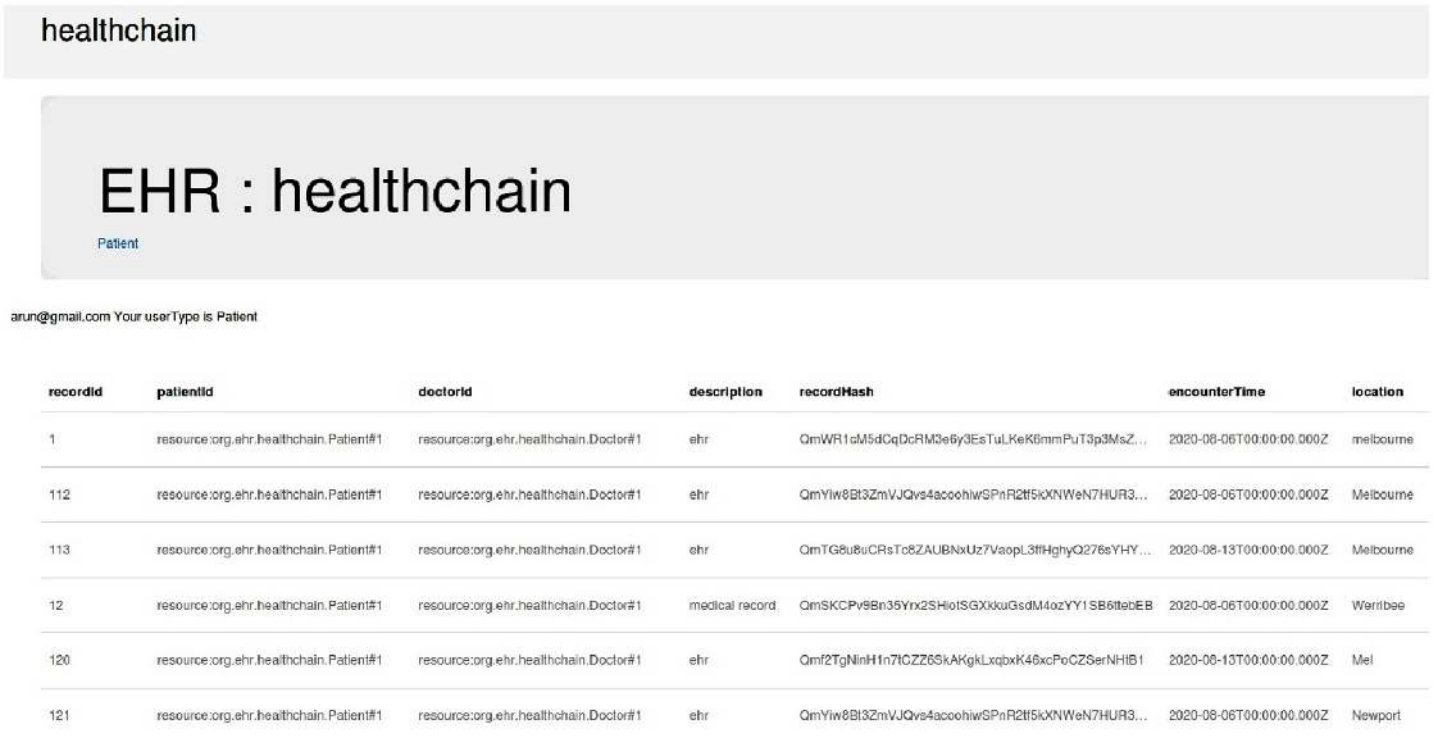 healthchain
EHR : healthchain
Patient
arun@gmail.com Your userType is Patient
recordId patientId doctorId description recordHash encounterTime location
1 resource:org.ehr.healthchain.Patient#1 resource:org.ehr.healthchain.Doctor#1 ehr 2020-08-06T00:00:00.000Z melbourne
112 resource:org.ehr.healthchain.Patient#1 resource:org.ehr.healthchain.Doctor#1 ehr 2020-08-06T00:00:00.000Z Melbourne
113 resource:org.ehr.healthchain.Patient#1 resource:org.ehr.healthchain.Doctor#1 ehr 2020-08-13T00:00:00.000Z Melbourne
12 resource:org.ehr.healthchain.Patient#1 resource:org.ehr.healthchain.Doctor#1 medical record 2020-08-06T00:00:00.000Z Werribee
120 resource:org.ehr.healthchain.Patient#1 resource:org.ehr.healthchain.Doctor#1 ehr 2020-08-13T00:00:00.000Z Mel
121 resource:org.ehr.healthchain.Patient#1 resource:org.ehr.healthchain.Doctor#1 ehr 2020-08-06T00:00:00.000Z Newport